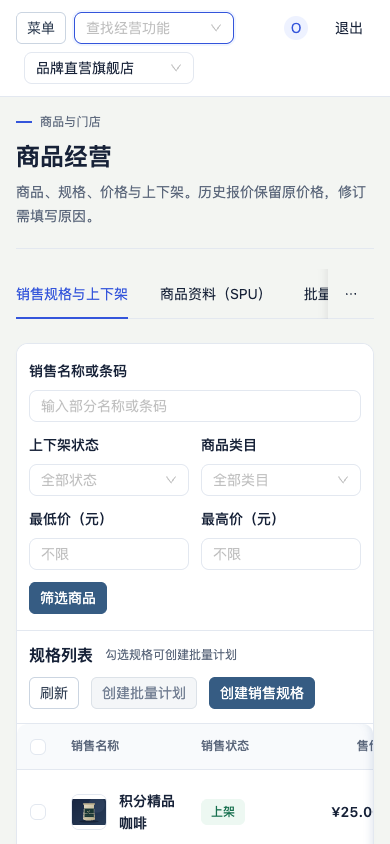 菜单
查找经营功能
O
退出
品牌直营旗舰店
商品与门店
商品经营
商品、规格、价格与上下架。历史报价保留原价格，修订
需填写原因。
销售规格与上下架
商品资料（SPU）
批量
···
销售名称或条码
输入部分名称或条码
上下架状态
商品类目
全部状态
全部类目
最低价（元）
最高价（元）
不限
不限
筛选商品
规格列表
勾选规格可创建批量计划
刷新
创建批量计划
创建销售规格
销售名称
销售状态
售
积分精品
咖啡
上架
¥25.0